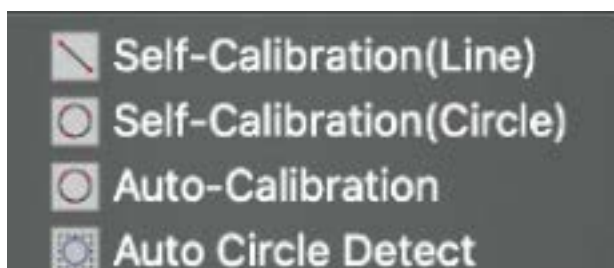 Self-Calibration(Line)
Self-Calibration(Circle)
Auto-Calibration
Auto Circle Detect